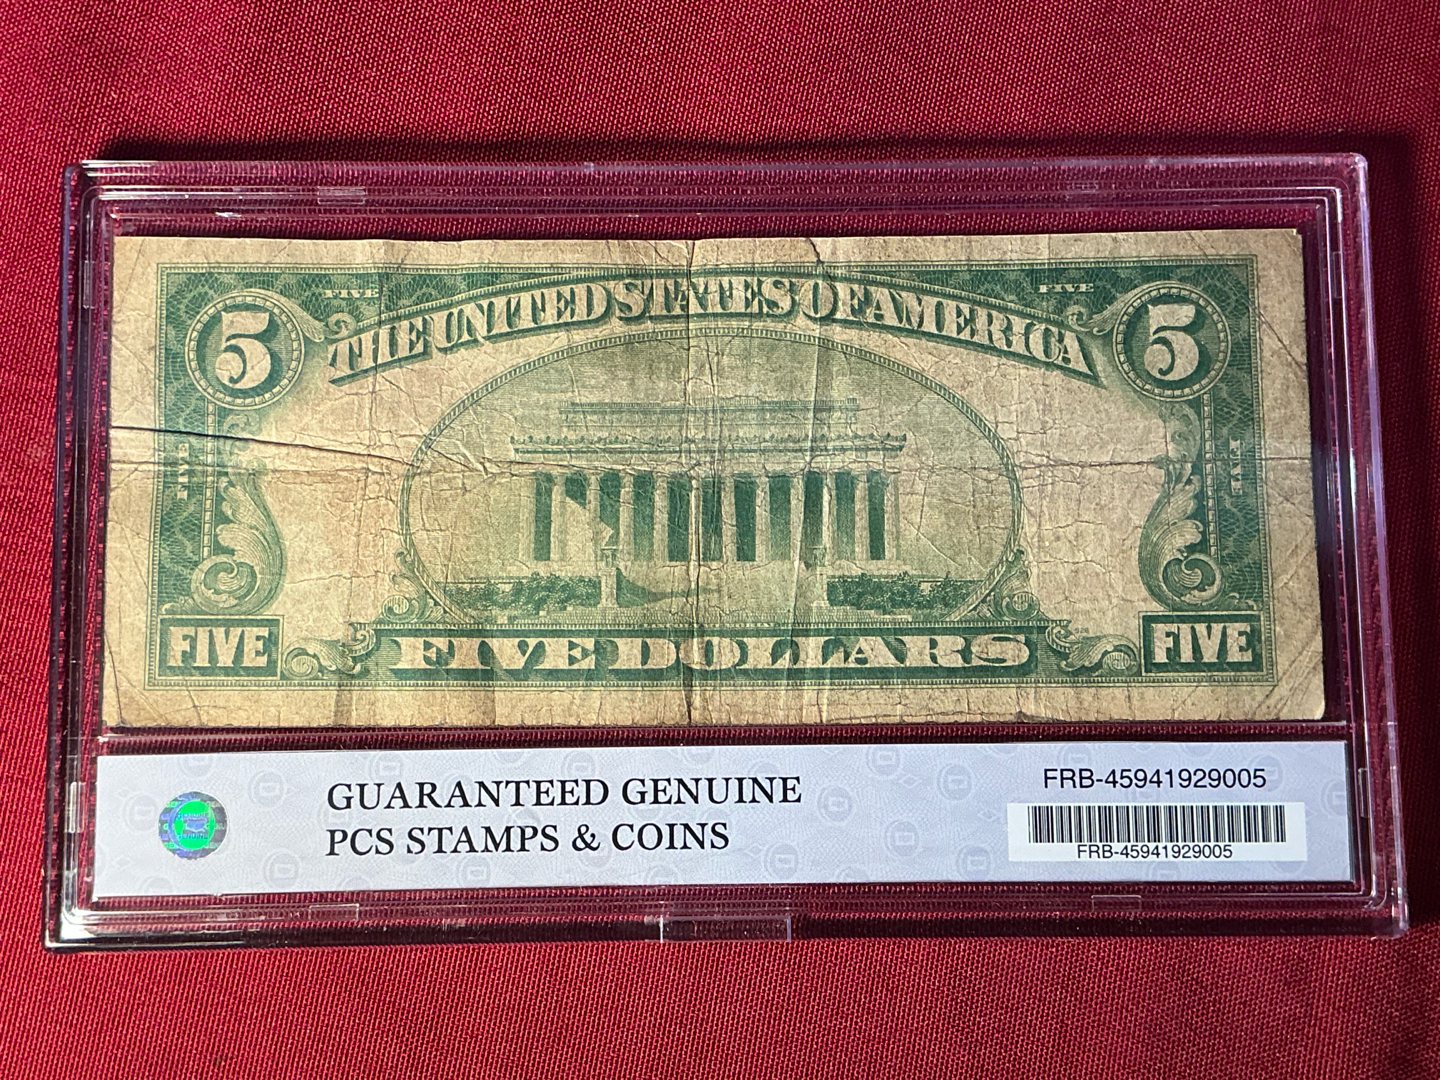 FIVE
FIVE
5
THE UNITED STATES OF AMERICA
5
FIVE
FIVE
FIVE
FIVE DOLLARS
FIVE
GUARANTEED GENUINE
PCS STAMPS & COINS
FRB-45941929005
FRB-45941929005